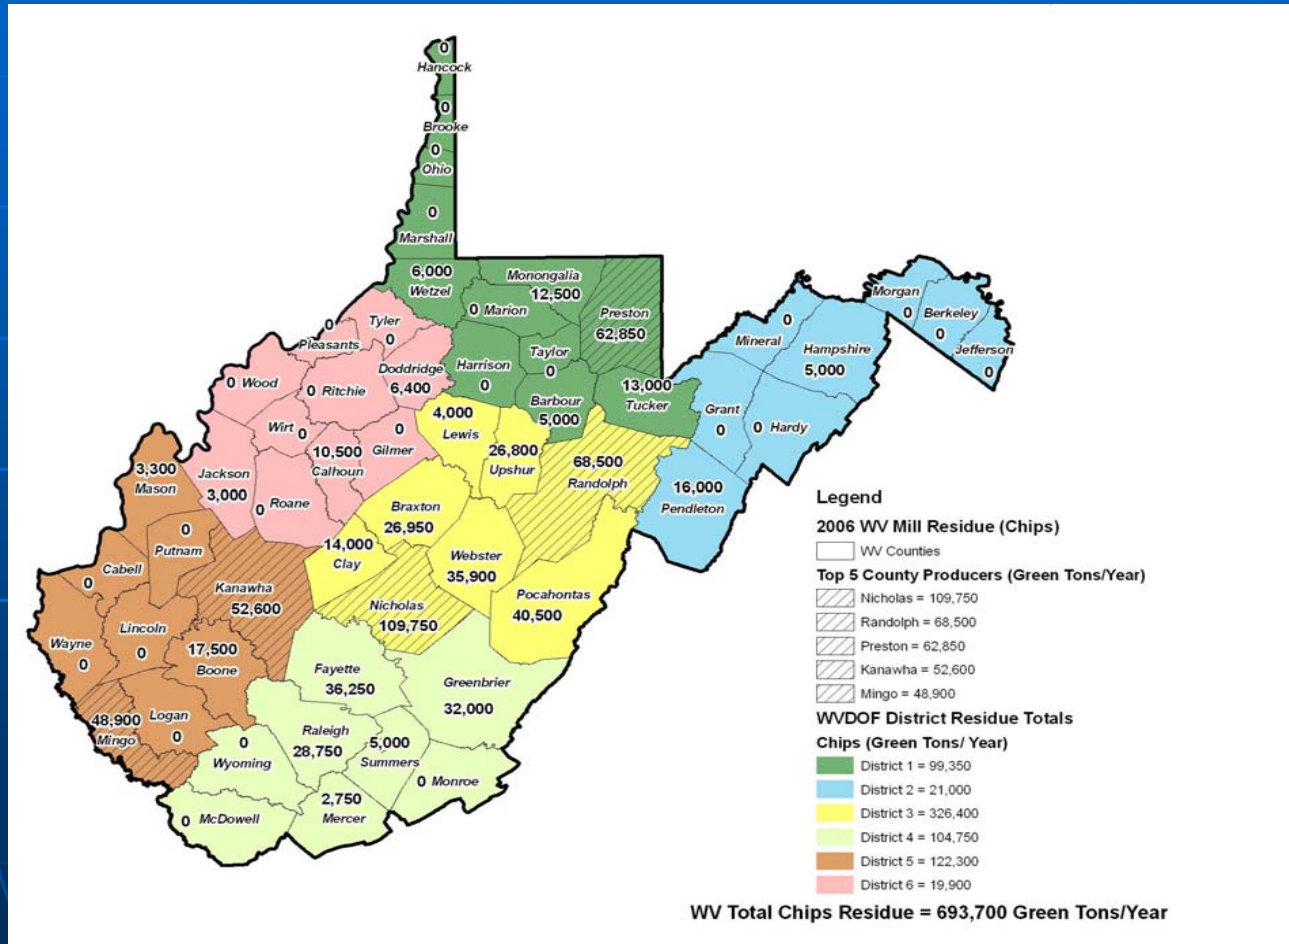 0
Hancock
0
Brooke
0
Ohio
0
Marshall
6,000
Wetzel
Monongalia
12,500
0 Marion
Preston
62,850
Harrison
0
Taylor
0
Barbour
5,000
13,000
Tucker
0
Pleasants
Tyler
0
Doddridge
6,400
0 Wood
0 Ritchie
Wirt 0
10,500
Calhoun
0
Gilmer
Jackson
3,000
0 Roane
4,000
Lewis
26,800
Upshur
68,500
Randolph
Braxton
26,950
14,000
Clay
Webster
35,900
Nicholas
109,750
Pocahontas
40,500
Mineral
0
Hampshire
5,000
Morgan
0
Berkeley
0
Jefferson
0
Grant
0
0 Hardy
16,000
Pendleton
3,300
Mason
0
Putnam
Cabell
0
Kanawha
52,600
Wayne
0
Lincoln
0
17,500
Boone
48,900
Mingo
Logan
0
Fayette
36,250
Greenbrier
32,000
Raleigh
28,750
5,000
Summers
0
Wyoming
0 Monroe
2,750
Mercer
0 McDowell
Legend
2006 WV Mill Residue (Chips)
WV Counties
Top 5 County Producers (Green Tons/Year)
Nicholas = 109,750
Randolph = 68,500
Preston = 62,850
Kanawha = 52,600
Mingo = 48,900
WVDOF District Residue Totals
Chips (Green Tons/ Year)
District 1 = 99,350
District 2 = 21,000
District 3 = 326,400
District 4 = 104,750
District 5 = 122,300
District 6 = 19,900
WV Total Chips Residue = 693,700 Green Tons/Year